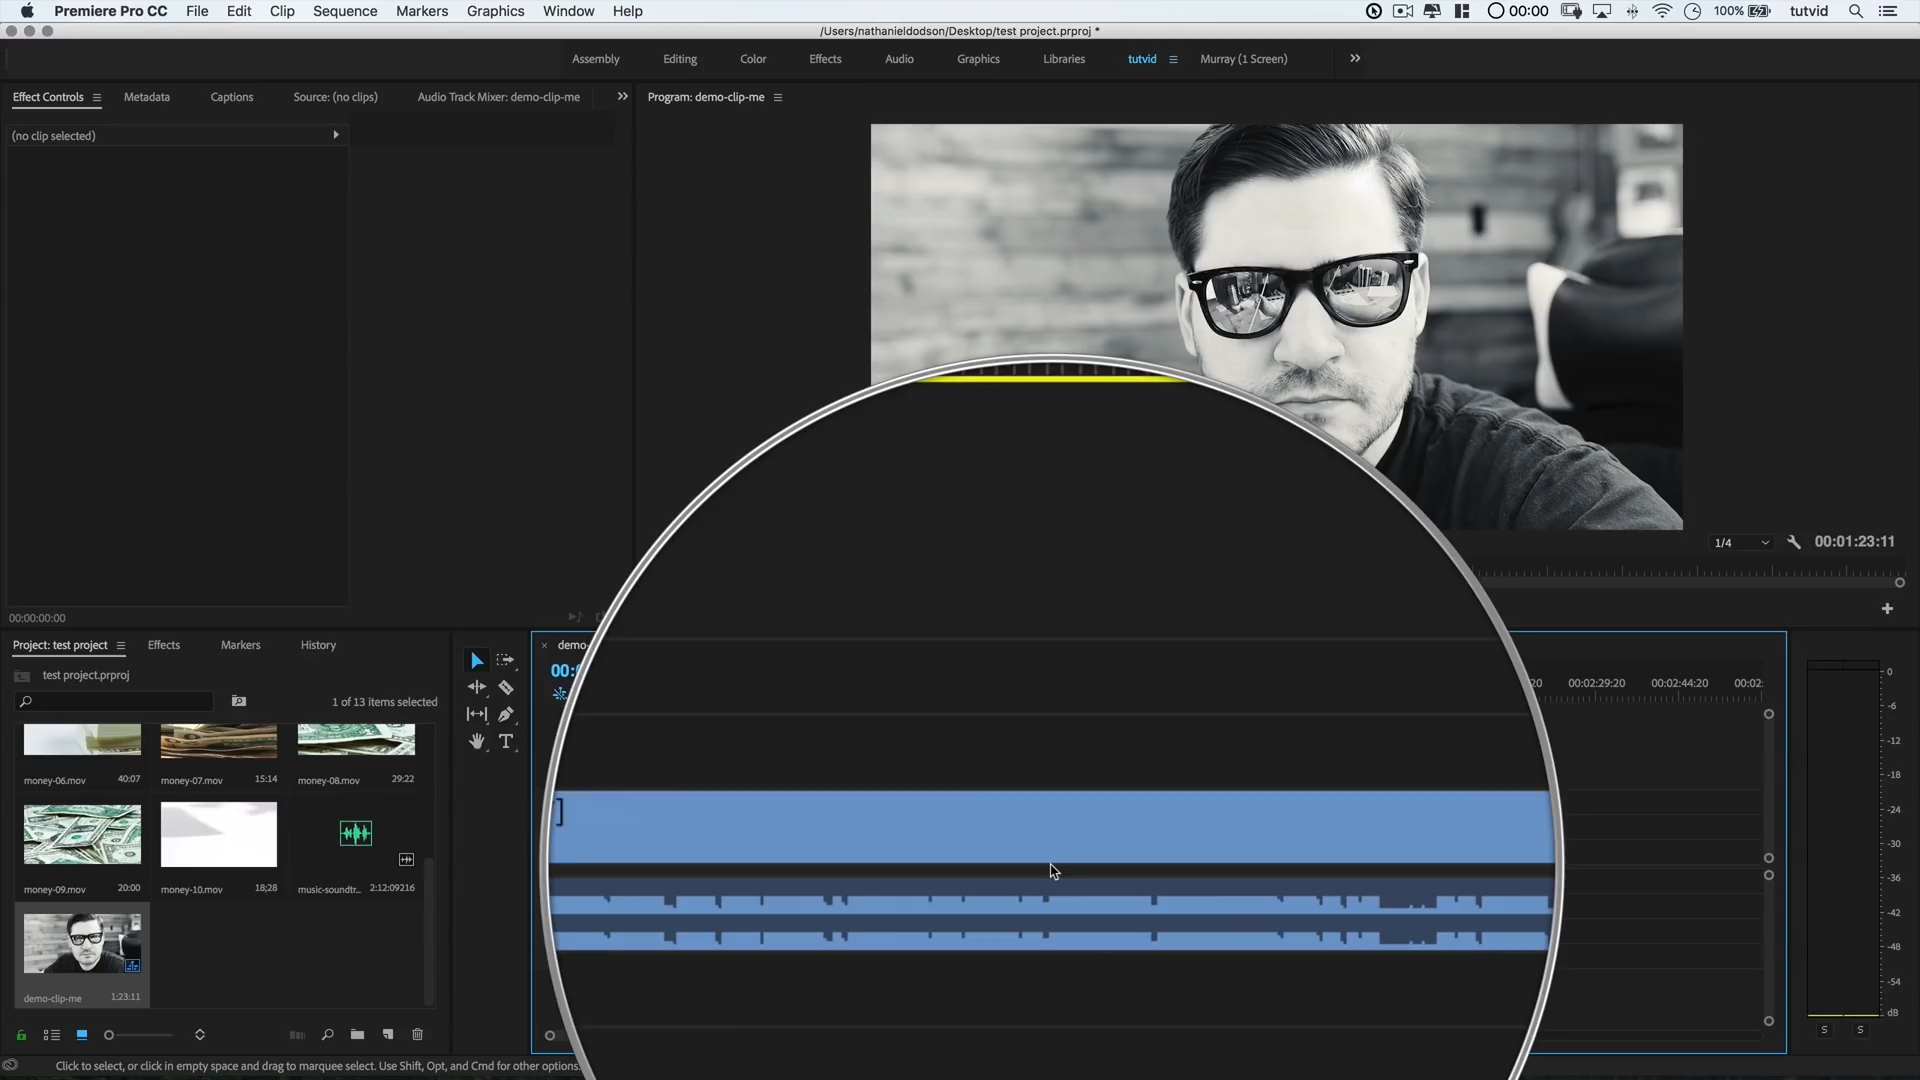 Premiere Pro CC File Edit Clip Sequence Markers Graphics Window Help 00:00 100% tutvid
/Users/nathanieldodson/Desktop/test project.prproj *
Assembly Editing Color Effects Audio Graphics Libraries tutvid Murray (1 Screen)
Effect Controls Metadata Captions Source: (no clips) Audio Track Mixer: demo-clip-me
Program: demo-clip-me
(no clip selected)
1/4 00:01:23:11
00:00:00:00
Project: test project Effects Markers History
test project.prproj
1 of 13 items selected
money-06.mov 40:07 money-07.mov 15:14 money-08.mov 29:22
money-09.mov 20:00 money-10.mov 18;28 music-soundtr... 2:12:09216
demo-clip-me 1:23:11
demo-
00:
20 00:02:29:20 00:02:44:20 00:02:
]
0
-6
-12
-18
-24
-30
-36
-42
-48
-54
dB
S S
Click to select, or click in empty space and drag to marquee select. Use Shift, Opt, and Cmd for other options.